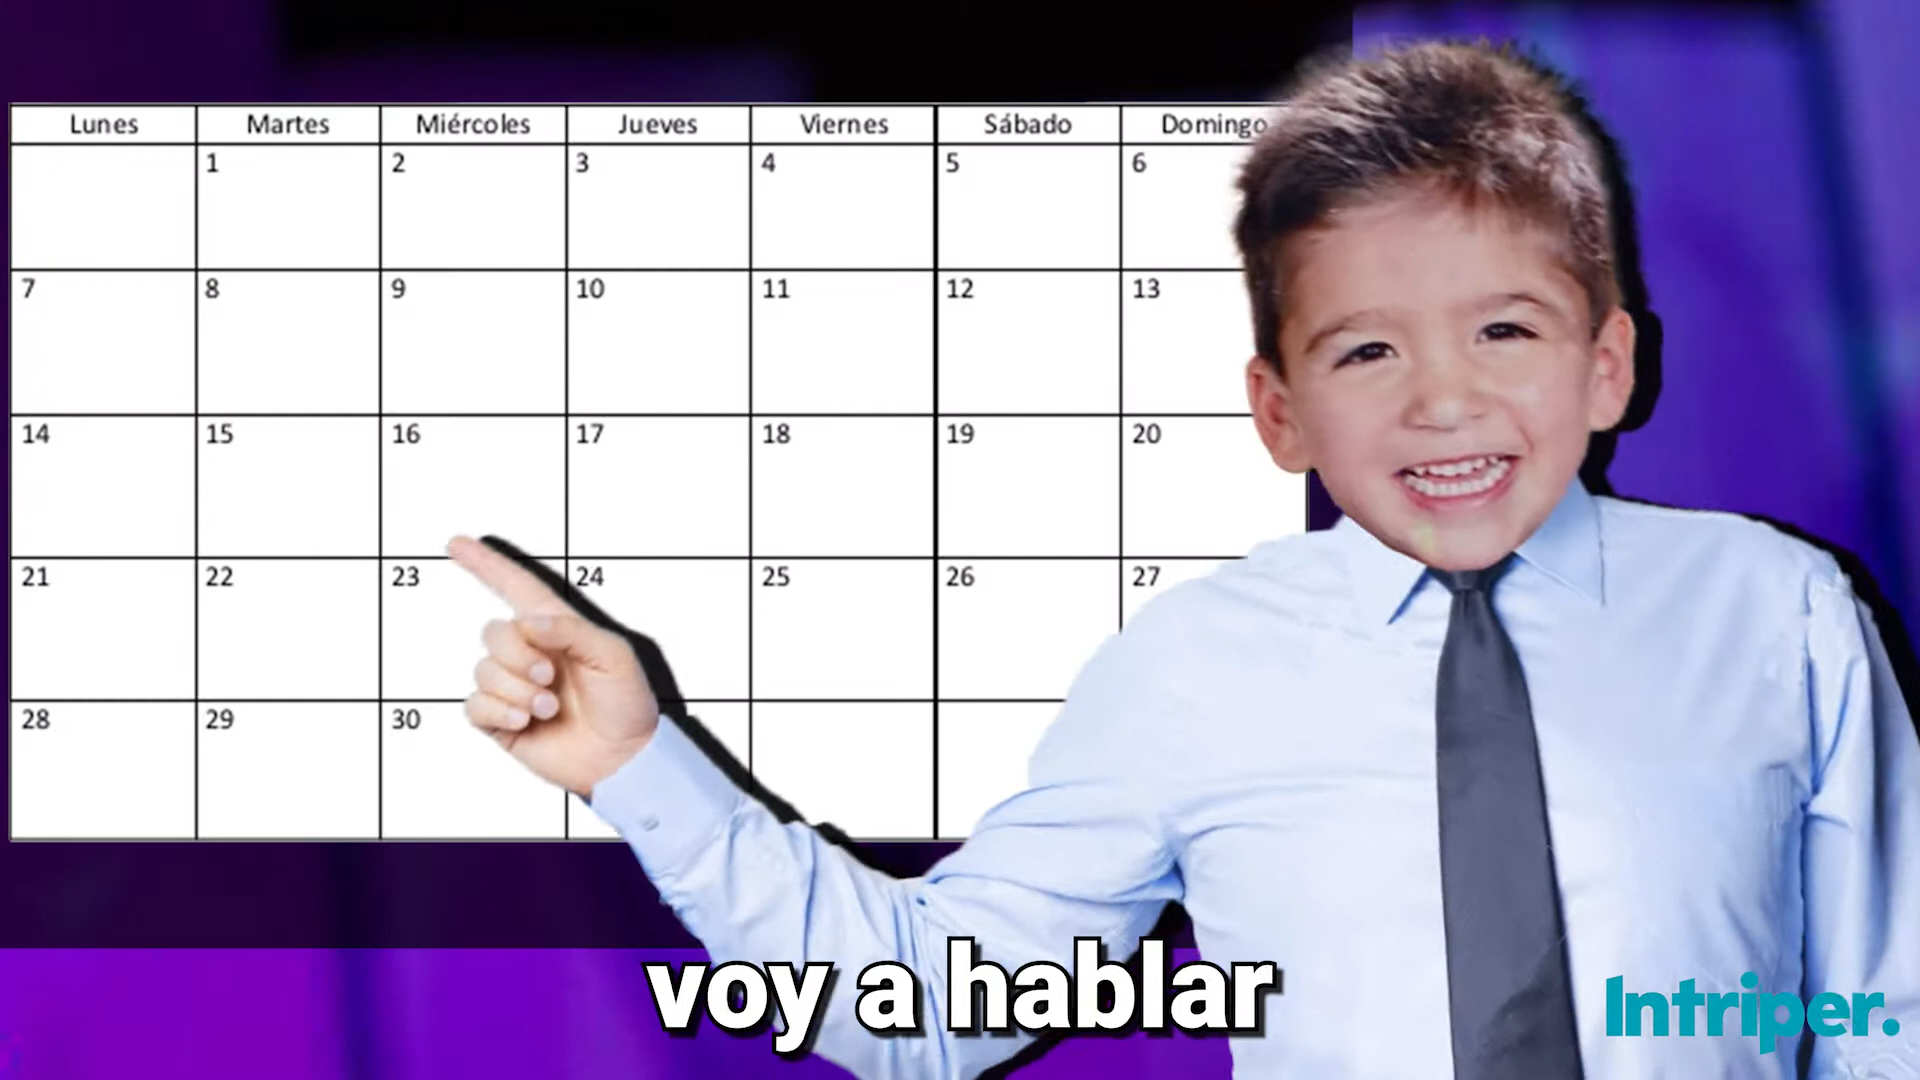 Lunes Martes Miércoles Jueves Viernes Sábado Domingo
1 2 3 4 5 6
7 8 9 10 11 12 13
14 15 16 17 18 19 20
21 22 23 24 25 26 27
28 29 30
voy a hablar
Intriper.